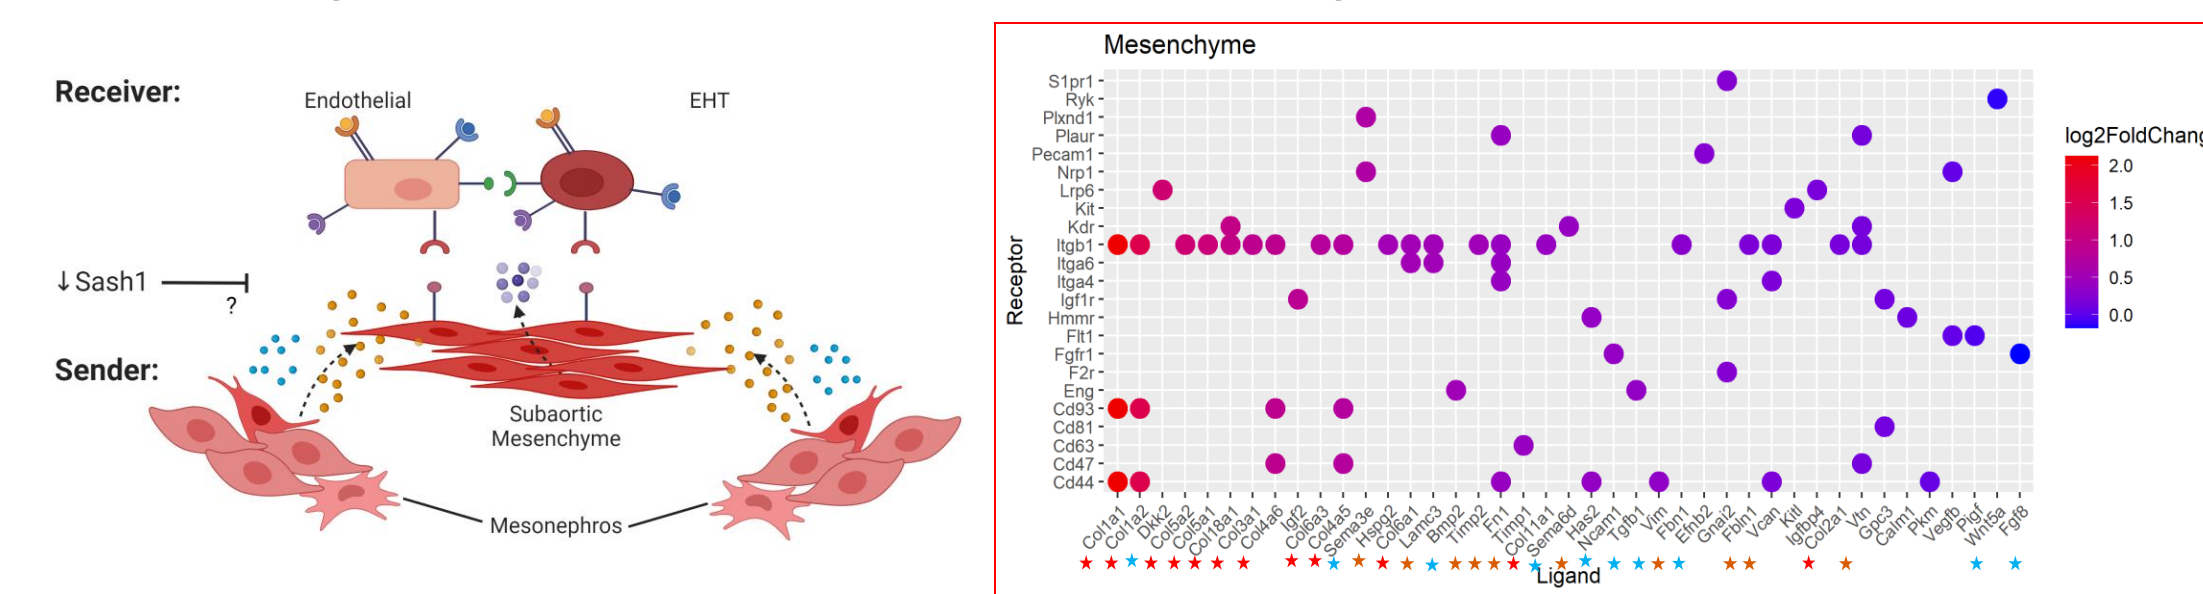 Receiver:
Endothelial
EHT
↓Sash1
?
Sender:
Subaortic
Mesenchyme
Mesonephros
Mesenchyme
Receptor
S1pr1
Ryk
Plxnd1
Plaur
Pecam1
Nrp1
Lrp6
Kit
Kdr
Itgb1
Itga6
Itga4
Igf1r
Hmmr
Flt1
Fgfr1
F2r
Eng
Cd93
Cd81
Cd63
Cd47
Cd44
Col1a1
Col1a2
Dkk2
Col5a2
Col5a1
Col18a1
Col3a1
Col4a6
Igf2
Col6a3
Col4a5
Sema3e
Hspg2
Col6a1
Lamc3
Bmp2
Timp2
Fn1
Timp1
Col11a1
Sema6d
Has2
Ncam1
Tgfb1
Vim
Fbn1
Efnb2
Gnai2
Fbln1
Vcan
Kitl
Igfbp4
Col2a1
Vtn
Gpc3
Calm1
Pkm
Vegfb
Pigf
Wnt5a
Fgf8
Ligand
log2FoldChang
2.0
1.5
1.0
0.5
0.0